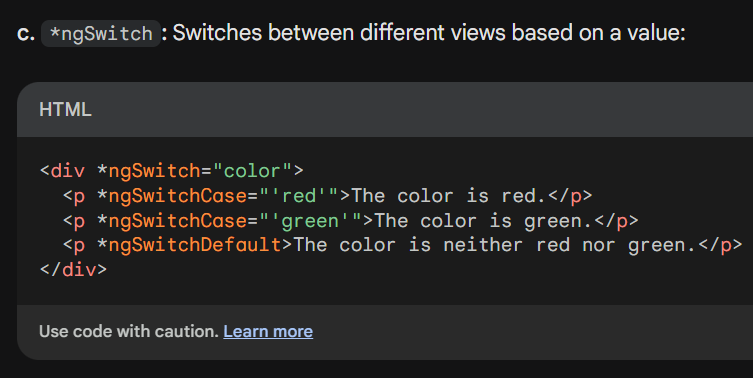 c. *ngSwitch : Switches between different views based on a value:
HTML
<div *ngSwitch="color">
  <p *ngSwitchCase="'red'">The color is red.</p>
  <p *ngSwitchCase="'green'">The color is green.</p>
  <p *ngSwitchDefault>The color is neither red nor green.</p>
</div>
Use code with caution. Learn more